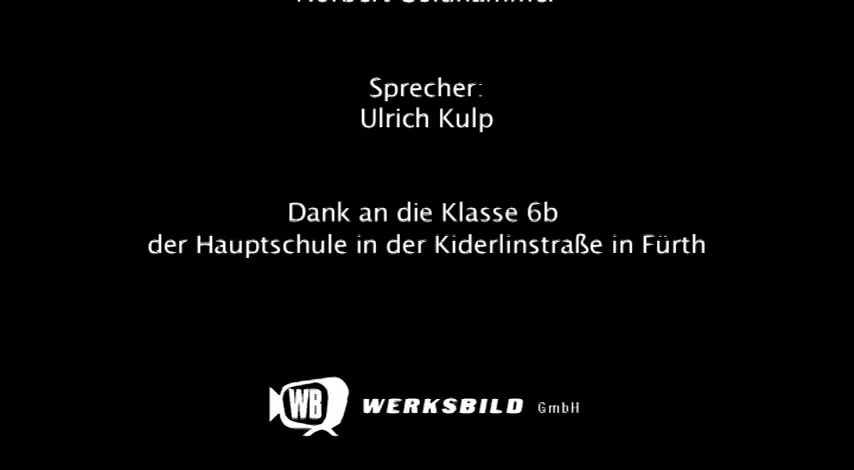 Sprecher:
Ulrich Kulp
Dank an die Klasse 6b
der Hauptschule in der Kiderlinstraße in Fürth
WB WERKSBILD GmbH